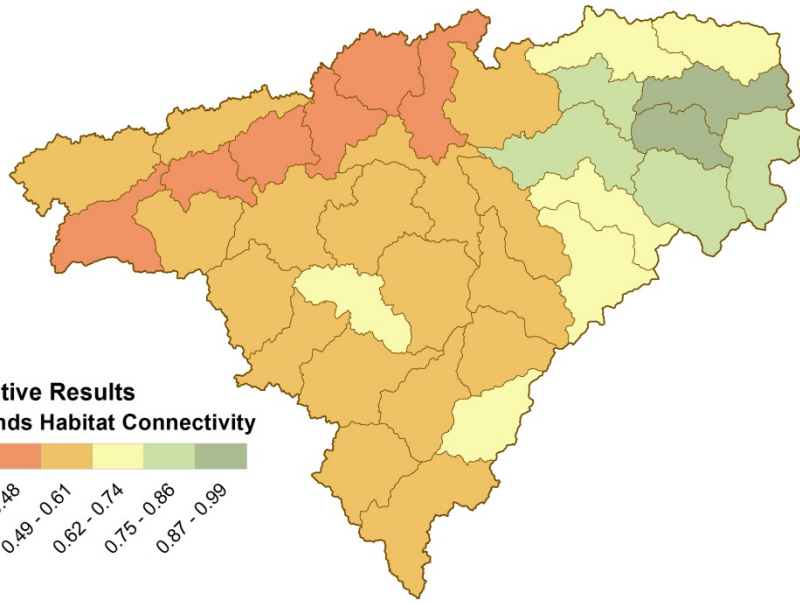 tive Results
nds Habitat Connectivity
.48
0.49 - 0.61
0.62 - 0.74
0.75 - 0.86
0.87 - 0.99